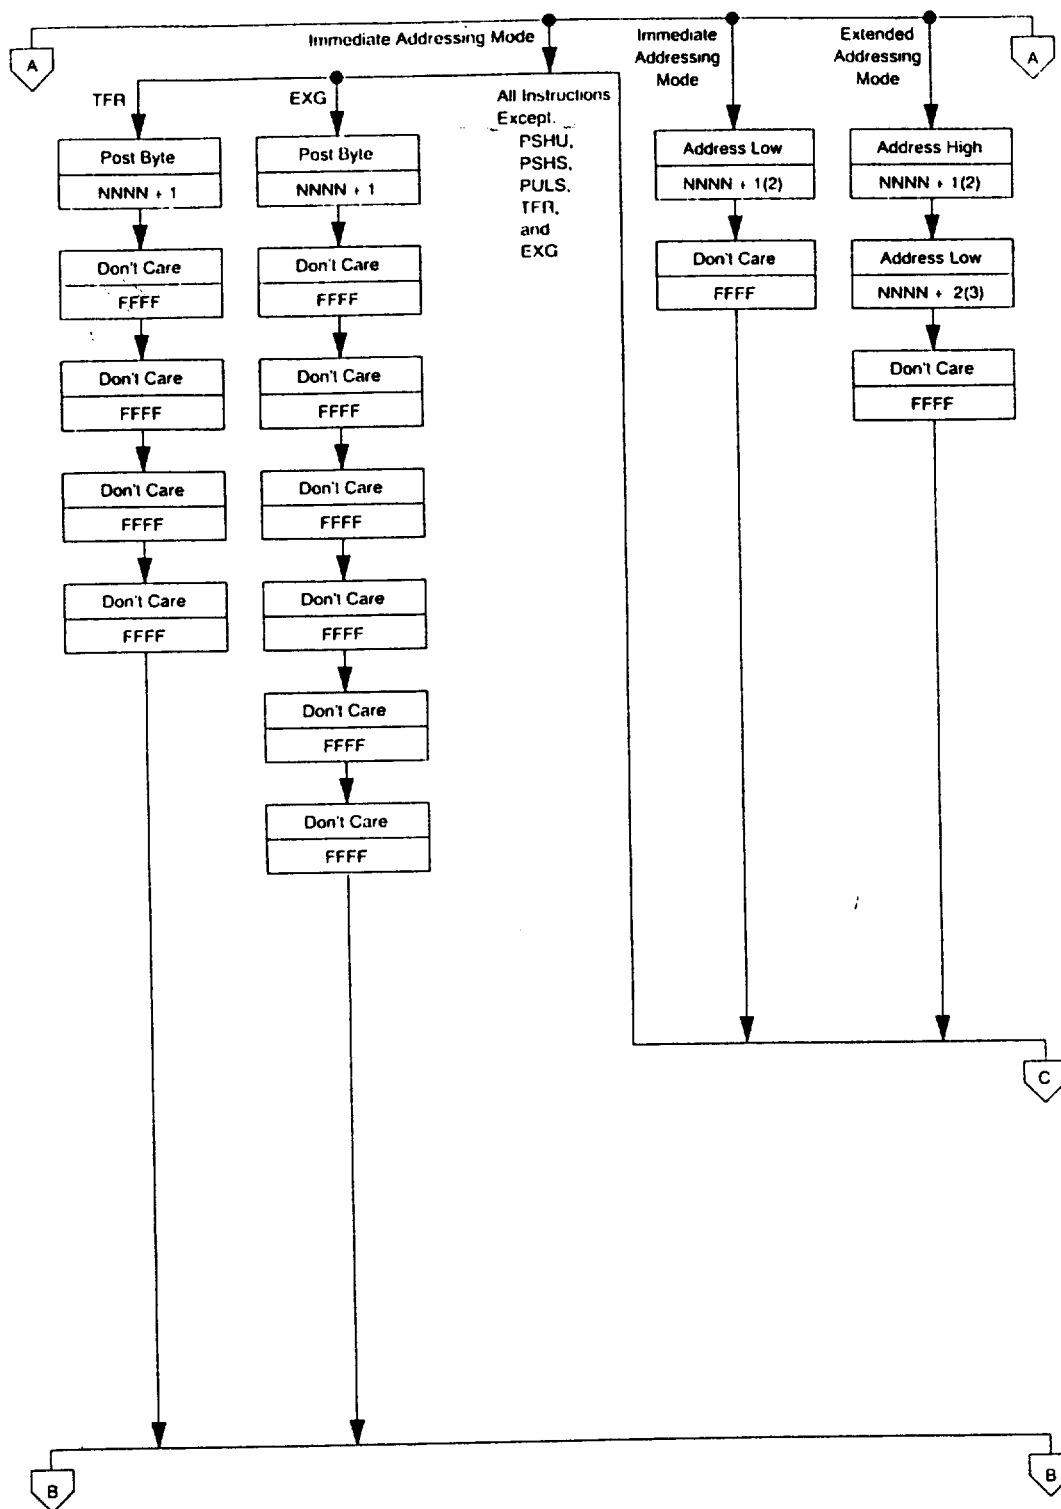 A
Immediate Addressing Mode
Immediate
Addressing
Mode
Extended
Addressing
Mode
A
TFR
EXG
All Instructions
Except.
PSHU,
PSHS,
PULS,
TFR,
and
EXG
Post Byte
NNNN + 1
Don't Care
FFFF
Don't Care
FFFF
Don't Care
FFFF
Don't Care
FFFF
Post Byte
NNNN + 1
Don't Care
FFFF
Don't Care
FFFF
Don't Care
FFFF
Don't Care
FFFF
Don't Care
FFFF
Don't Care
FFFF
Address Low
NNNN + 1(2)
Don't Care
FFFF
Address High
NNNN + 1(2)
Address Low
NNNN + 2(3)
Don't Care
FFFF
C
B
B